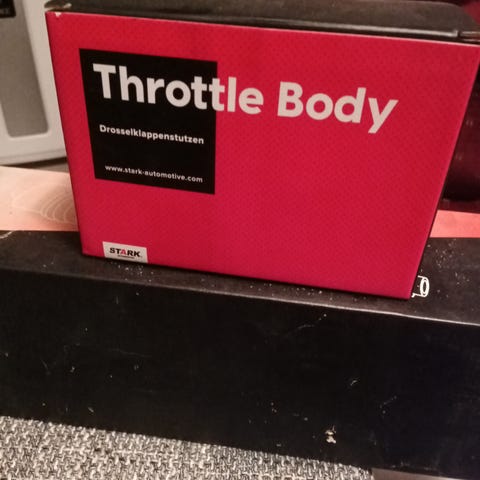 Throttle Body
Drosselklappenstutzen
www.stark-automotive.com
STARK